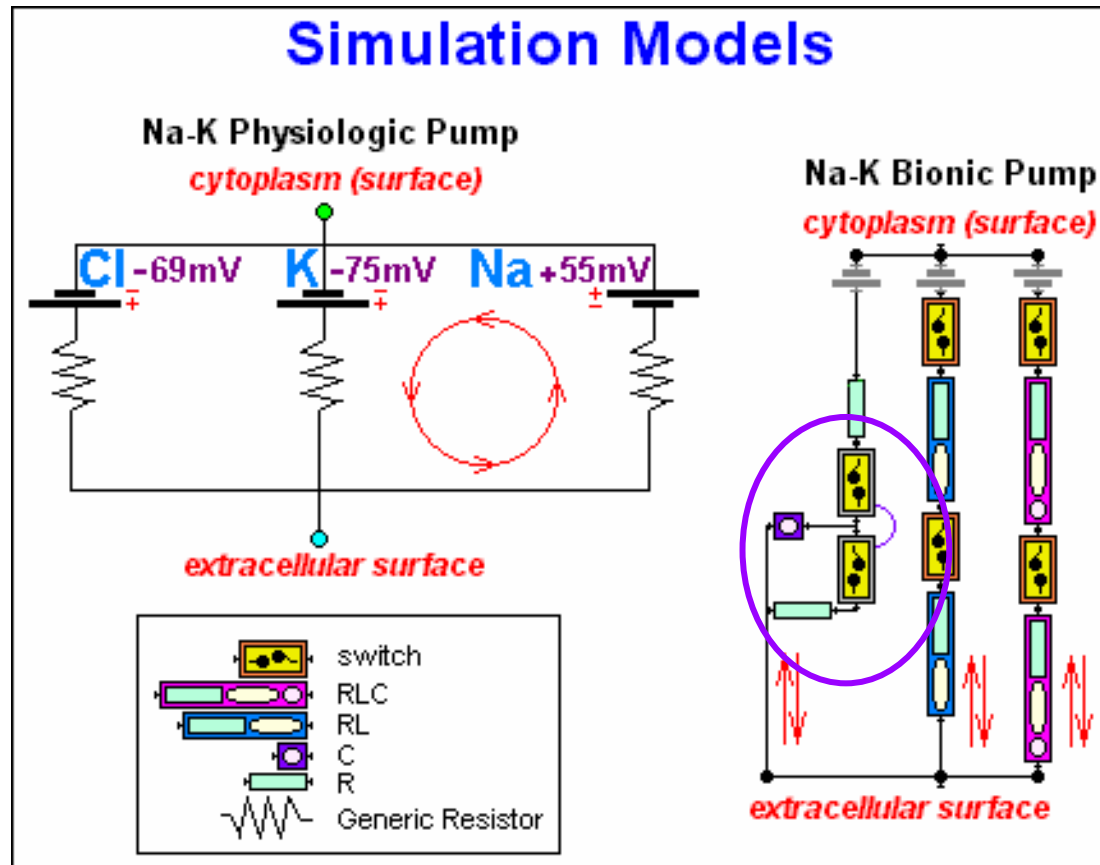 Simulation Models
Na-K Physiologic Pump
cytoplasm (surface)
Cl -69mV
K -75mV
Na +55mV
extracellular surface
Na-K Bionic Pump
cytoplasm (surface)
extracellular surface
switch
RLC
RL
C
R
Generic Resistor